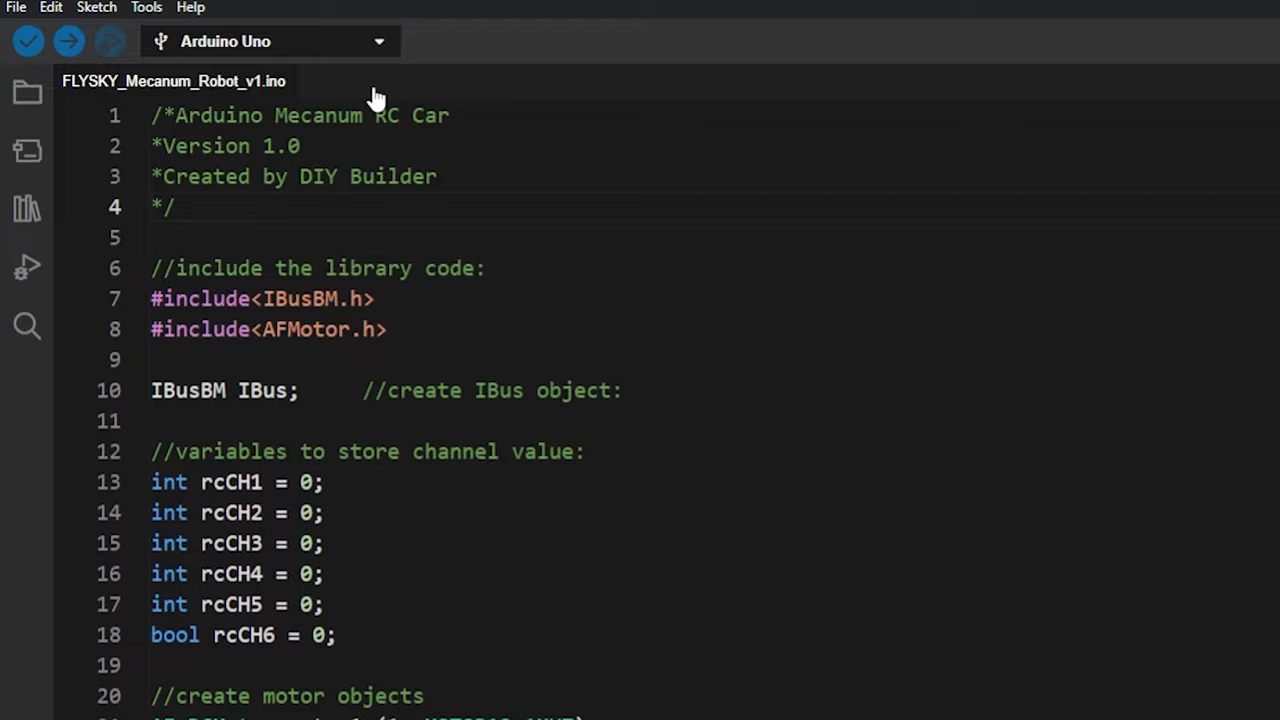 File Edit Sketch Tools Help
Arduino Uno
FLYSKY_Mecanum_Robot_v1.ino
1 /*Arduino Mecanum RC Car
2 *Version 1.0
3 *Created by DIY Builder
4 */
5
6 //include the library code:
7 #include<IBusBM.h>
8 #include<AFMotor.h>
9
10 IBusBM IBus; //create IBus object:
11
12 //variables to store channel value:
13 int rcCH1 = 0;
14 int rcCH2 = 0;
15 int rcCH3 = 0;
16 int rcCH4 = 0;
17 int rcCH5 = 0;
18 bool rcCH6 = 0;
19
20 //create motor objects